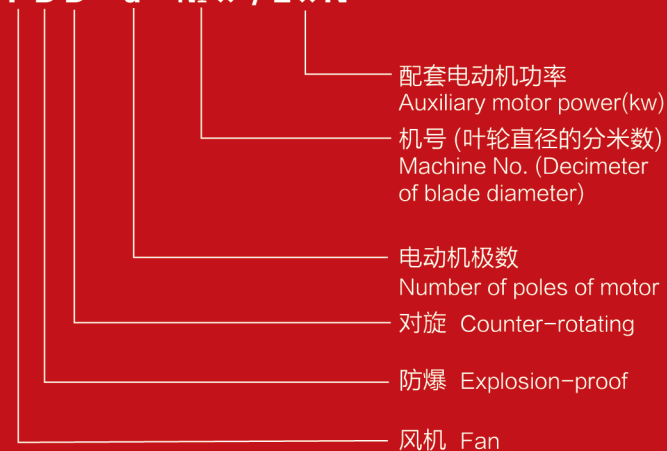 配套电动机功率
Auxiliary motor power(kw)
机号 (叶轮直径的分米数)
Machine No. (Decimeter
of blade diameter)
电动机极数
Number of poles of motor
对旋 Counter-rotating
防爆 Explosion-proof
风机 Fan